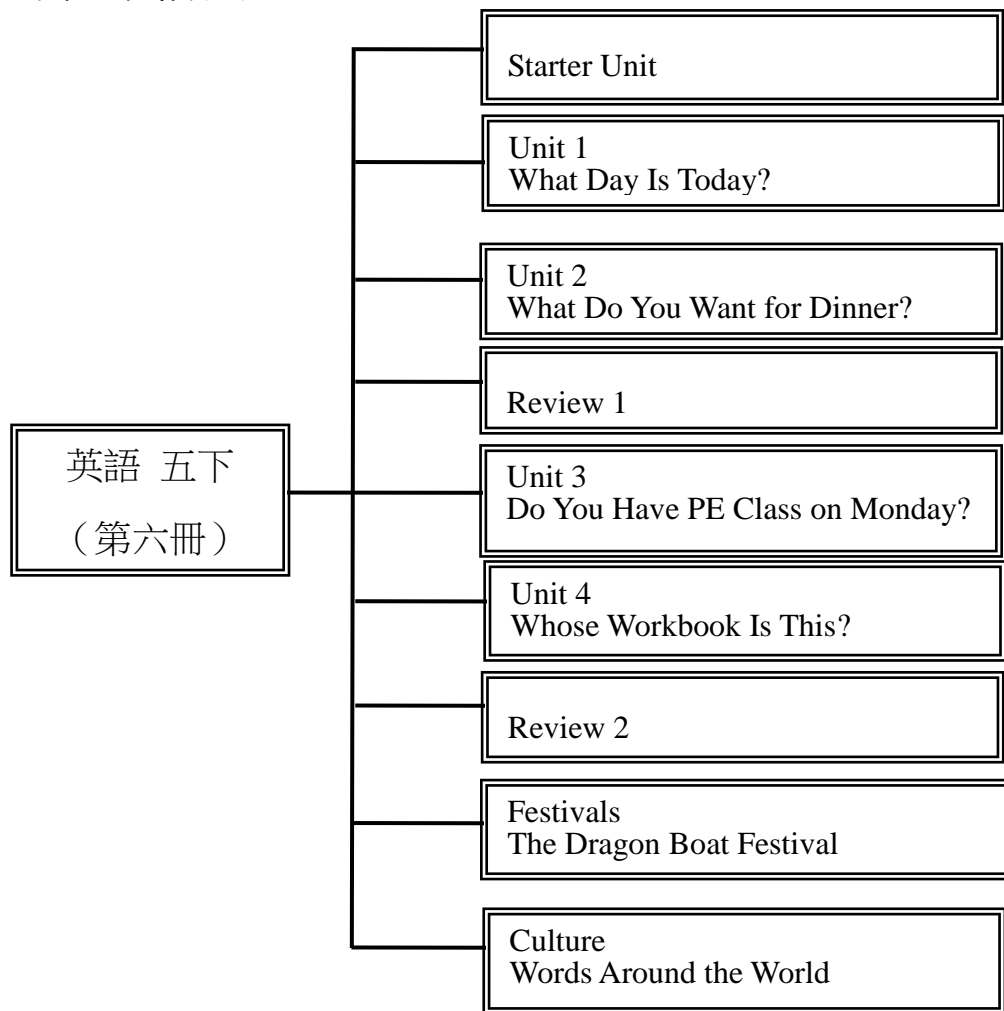 Starter Unit
Unit 1
What Day Is Today?
Unit 2
What Do You Want for Dinner?
Review 1
英語 五下
（第六冊）
Unit 3
Do You Have PE Class on Monday?
Unit 4
Whose Workbook Is This?
Review 2
Festivals
The Dragon Boat Festival
Culture
Words Around the World